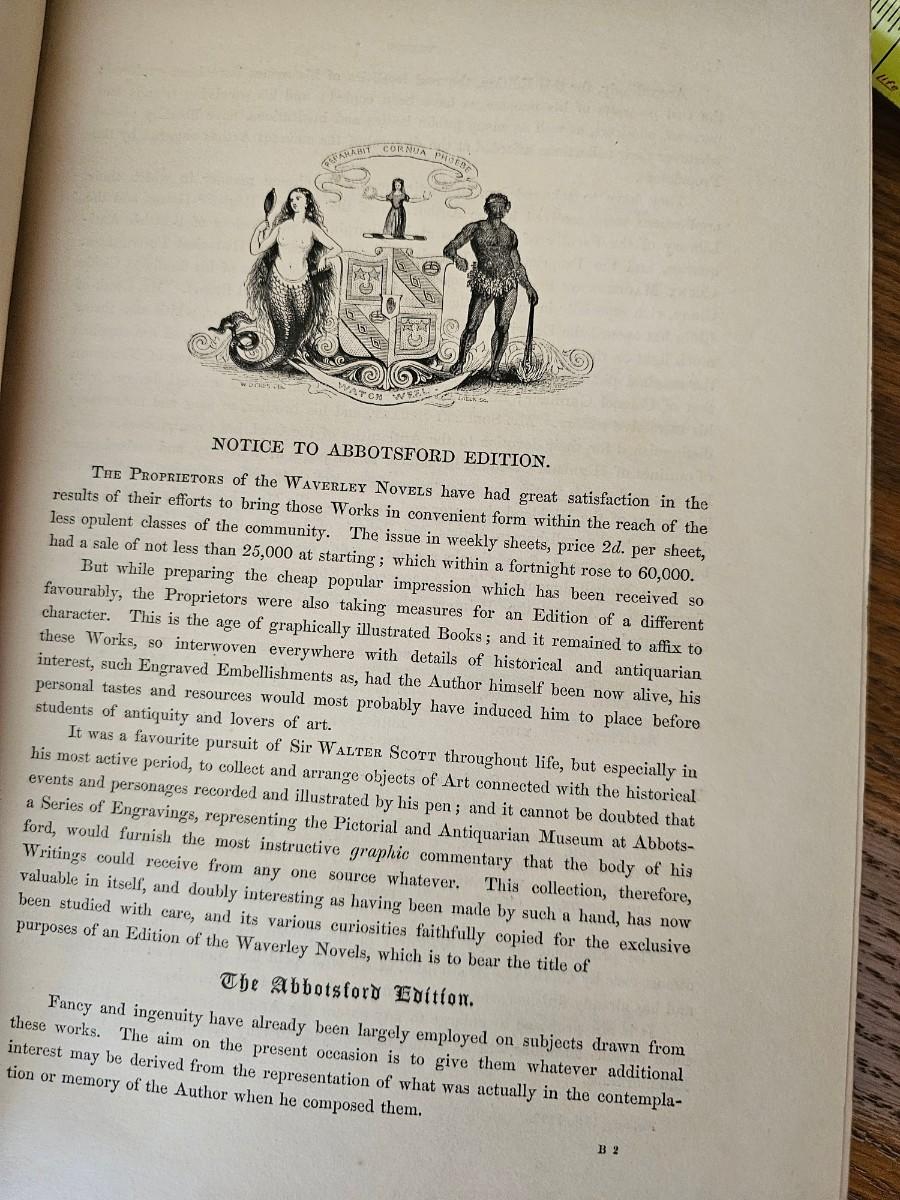 REPARABIT CORNUA PHOEBE
WATCH WEEL
NOTICE TO ABBOTSFORD EDITION.
THE PROPRIETORS of the WAVERLEY NOVELS have had great satisfaction in the
results of their efforts to bring those Works in convenient form within the reach of the
less opulent classes of the community. The issue in weekly sheets, price 2d. per sheet,
had a sale of not less than 25,000 at starting; which within a fortnight rose to 60,000.
But while preparing the cheap popular impression which has been received so
favourably, the Proprietors were also taking measures for an Edition of a different
character. This is the age of graphically illustrated Books; and it remained to affix to
these Works, so interwoven everywhere with details of historical and antiquarian
interest, such Engraved Embellishments as, had the Author himself been now alive, his
personal tastes and resources would most probably have induced him to place before
students of antiquity and lovers of art.
It was a favourite pursuit of Sir WALTER SCOTT throughout life, but especially in
his most active period, to collect and arrange objects of Art connected with the historical
events and personages recorded and illustrated by his pen; and it cannot be doubted that
a Series of Engravings, representing the Pictorial and Antiquarian Museum at Abbots-
ford, would furnish the most instructive graphic commentary that the body of his
Writings could receive from any one source whatever. This collection, therefore,
valuable in itself, and doubly interesting as having been made by such a hand, has now
been studied with care, and its various curiosities faithfully copied for the exclusive
purposes of an Edition of the Waverley Novels, which is to bear the title of
The Abbotsford Edition.
Fancy and ingenuity have already been largely employed on subjects drawn from
these works. The aim on the present occasion is to give them whatever additional
interest may be derived from the representation of what was actually in the contempla-
tion or memory of the Author when he composed them.
B 2